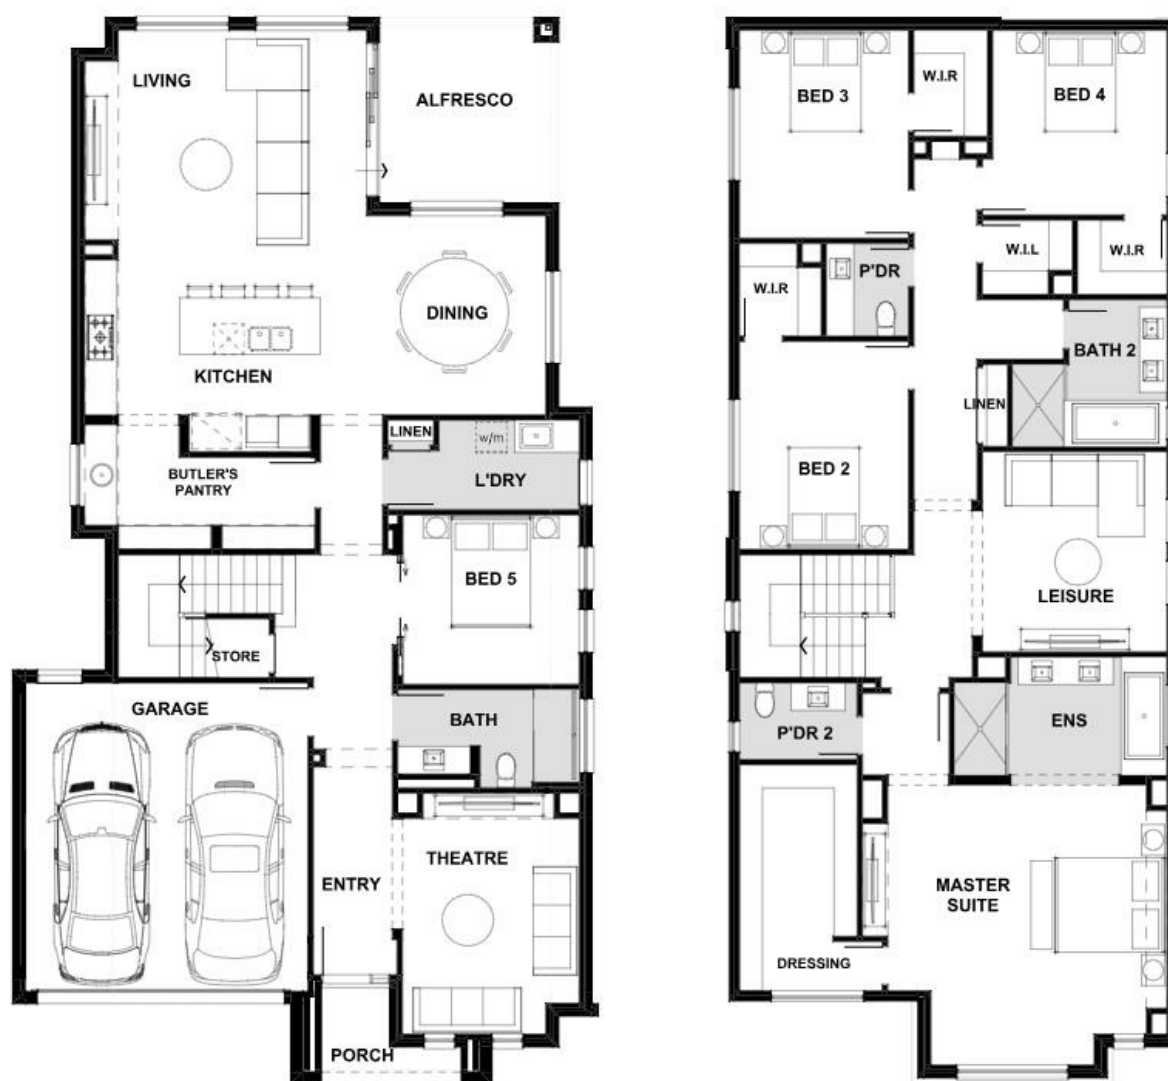 LIVING
ALFRESCO
DINING
KITCHEN
LINEN
w/m
L'DRY
BUTLER'S
PANTRY
BED 5
STORE
GARAGE
BATH
THEATRE
ENTRY
PORCH
BED 3
W.I.R
BED 4
W.I.L
W.I.R
P'DR
W.I.R
BATH 2
LINEN
BED 2
LEISURE
P'DR 2
ENS
MASTER
SUITE
DRESSING